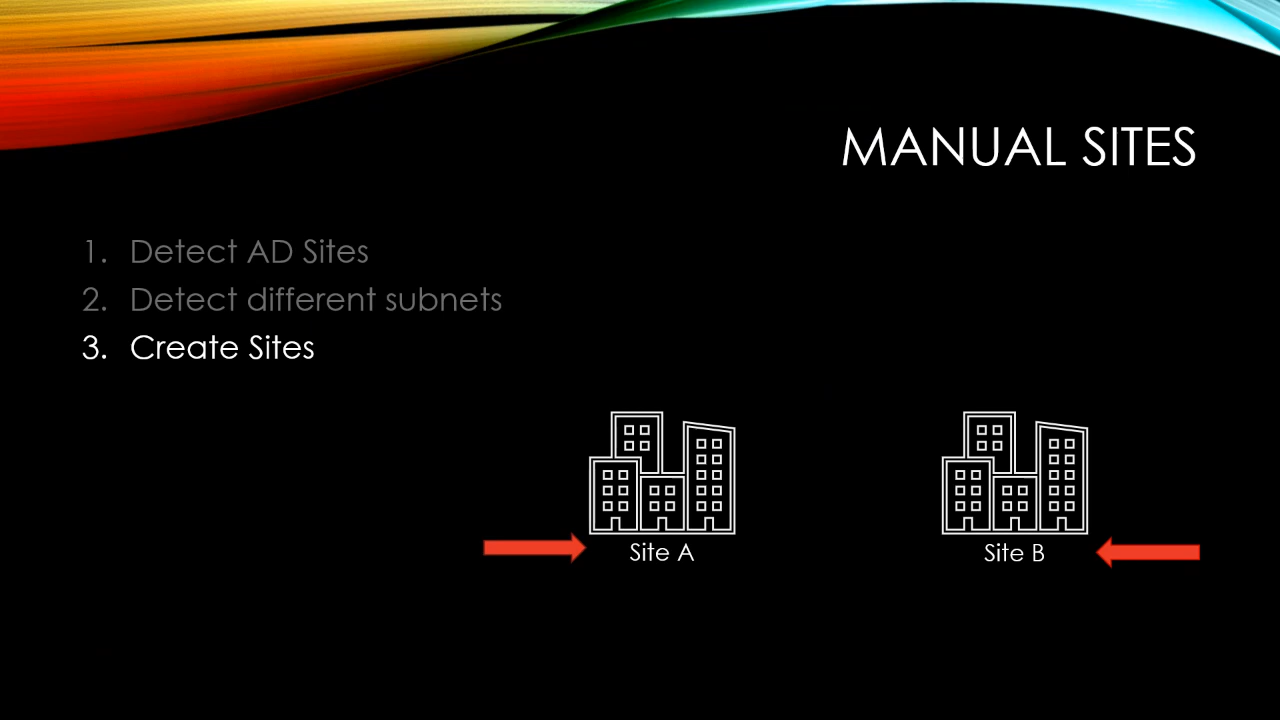 MANUAL SITES
1. Detect AD Sites
2. Detect different subnets
3. Create Sites
Site A
Site B